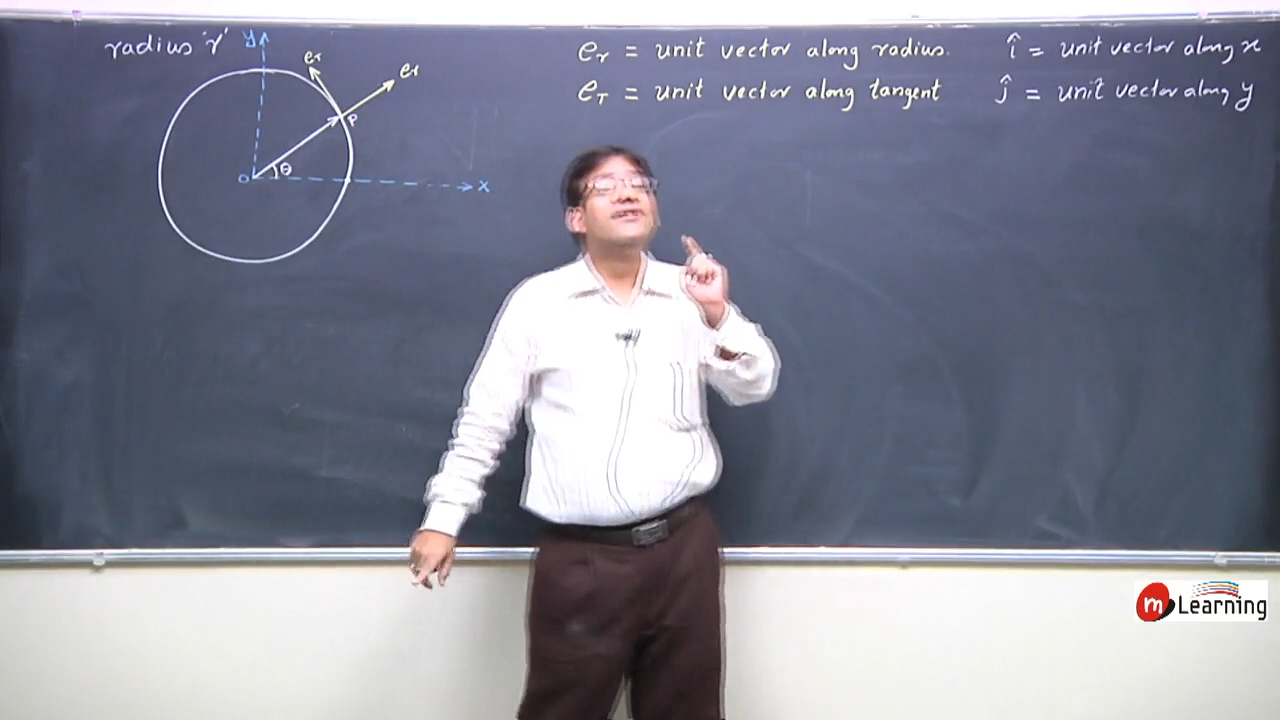 radius 'r'
y
eT
er
P
O
θ
x
er = unit vector along radius.
eT = unit vector along tangent
î = unit vector along x
ĵ = unit vector along y
m Learning